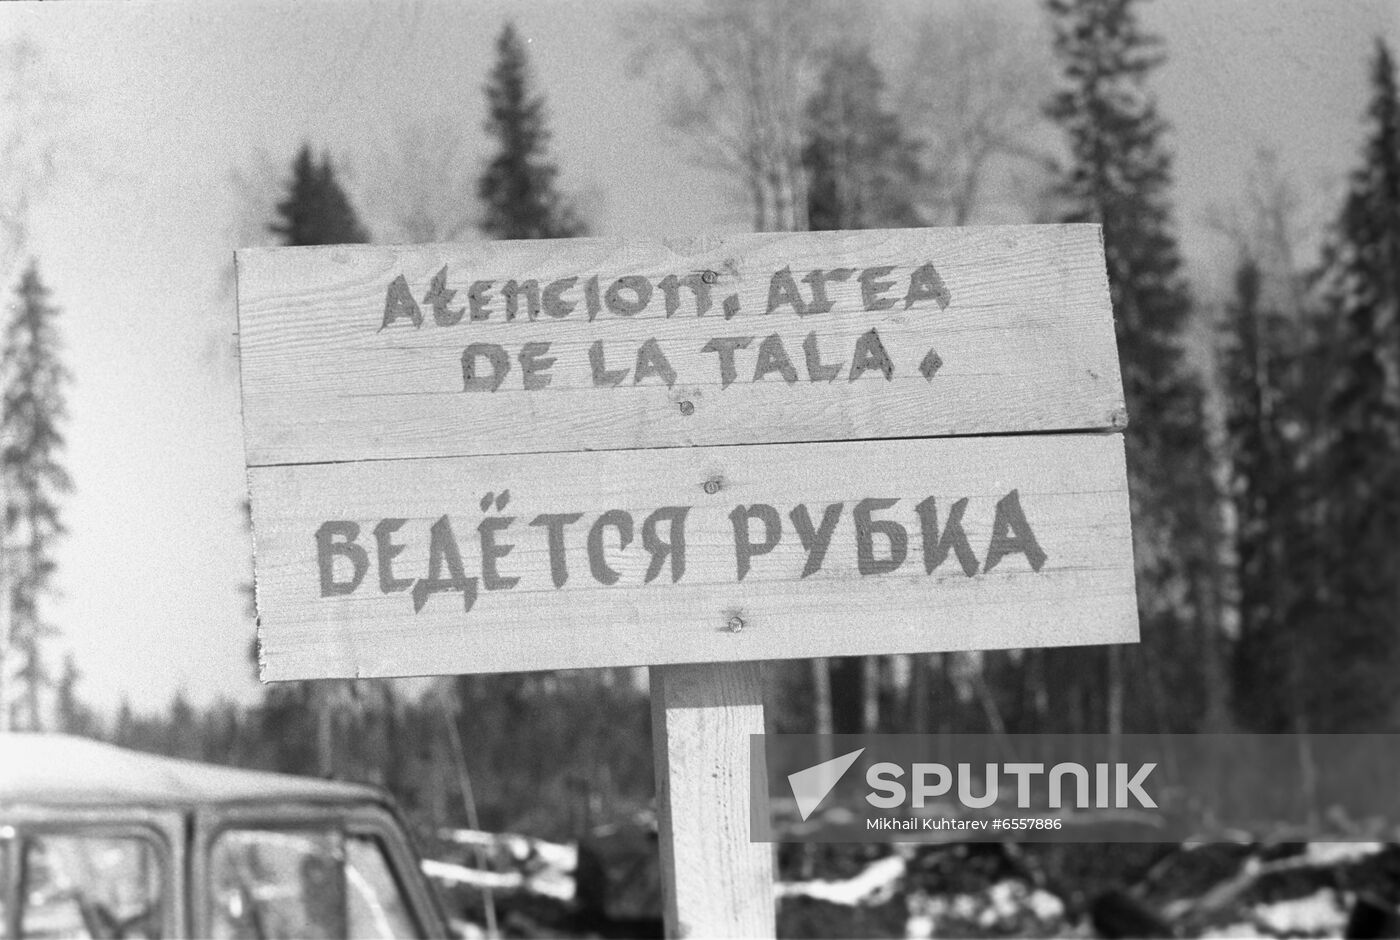 Atencion, Area
DE LA TALA.
ВЕДЁТСЯ РУБКА
SPUTNIK
Mikhail Kuhtarev #6557886